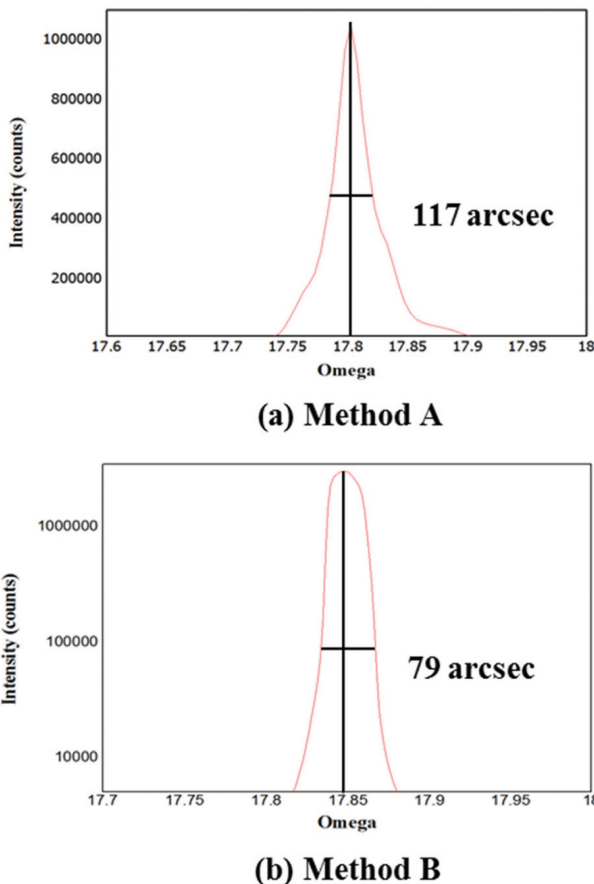 1000000
800000
600000
400000
200000
Intensity (counts)
117 arcsec
17.6 17.65 17.7 17.75 17.8 17.85 17.9 17.95 18
Omega
(a) Method A
1000000
100000
10000
Intensity (counts)
79 arcsec
17.7 17.75 17.8 17.85 17.9 17.95 18
Omega
(b) Method B